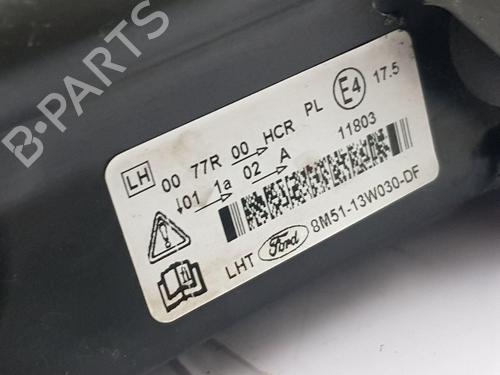 B-PARTS
LH 00 77R 00 HCR PL E4 17.5
01 1a 02 A 11803
LHT Ford 8M51-13W030-DF